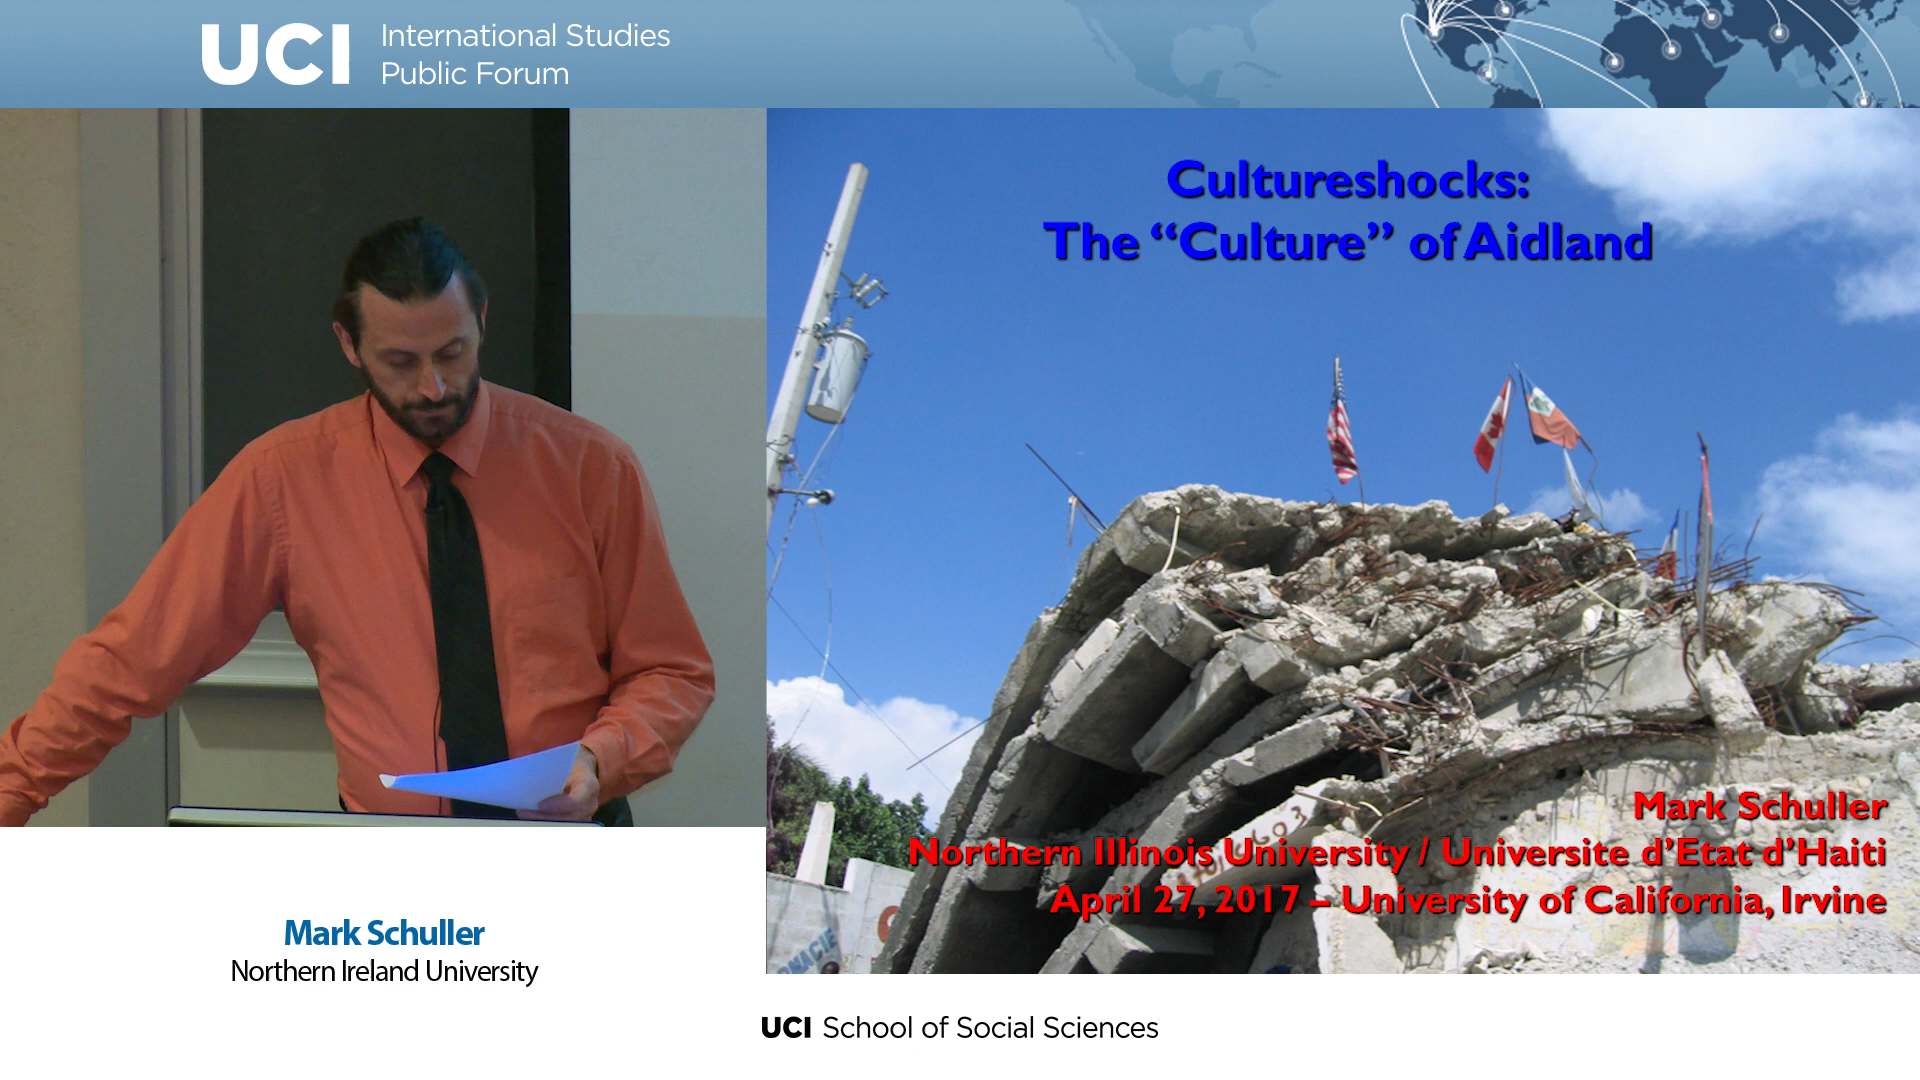 UCI
International Studies
Public Forum
Cultureshocks:
The “Culture” of Aidland
Mark Schuller
Northern Illinois University / Universite d’Etat d’Haiti
April 27, 2017 – University of California, Irvine
Mark Schuller
Northern Ireland University
UCI School of Social Sciences